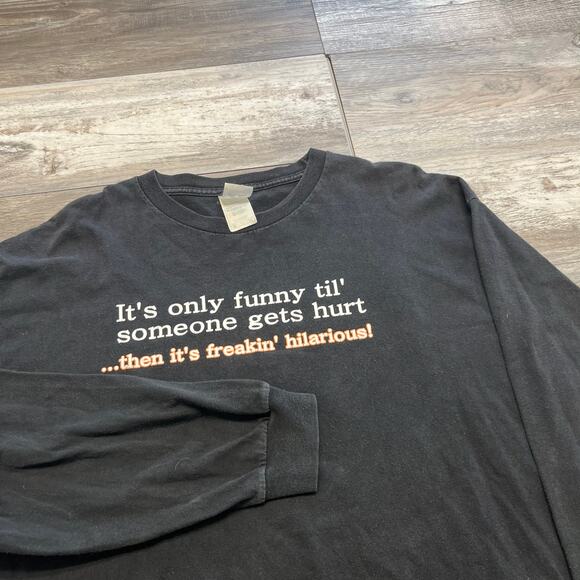 It's only funny til'
someone gets hurt
...then it's freakin' hilarious!